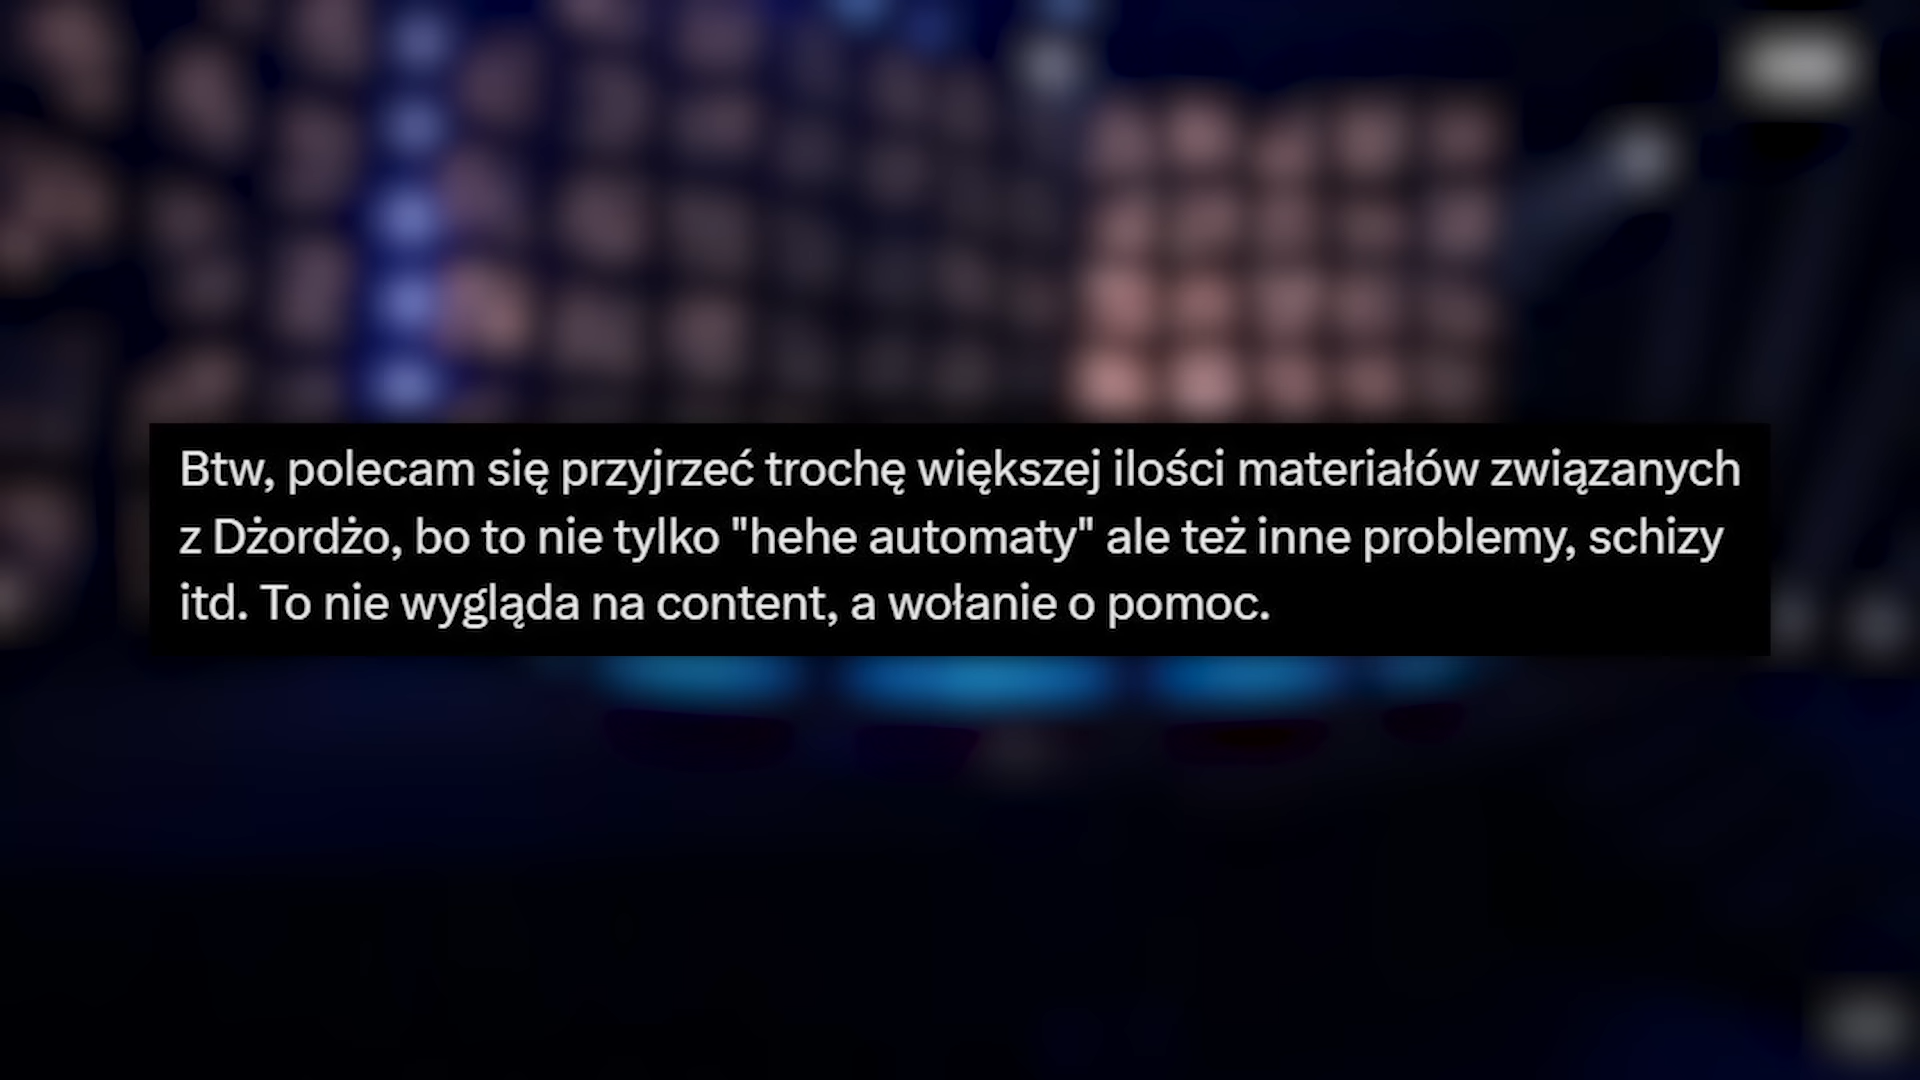 Btw, polecam się przyjrzeć trochę większej ilości materiałów związanych
z Dżordżo, bo to nie tylko "hehe automaty" ale też inne problemy, schizy
itd. To nie wygląda na content, a wołanie o pomoc.